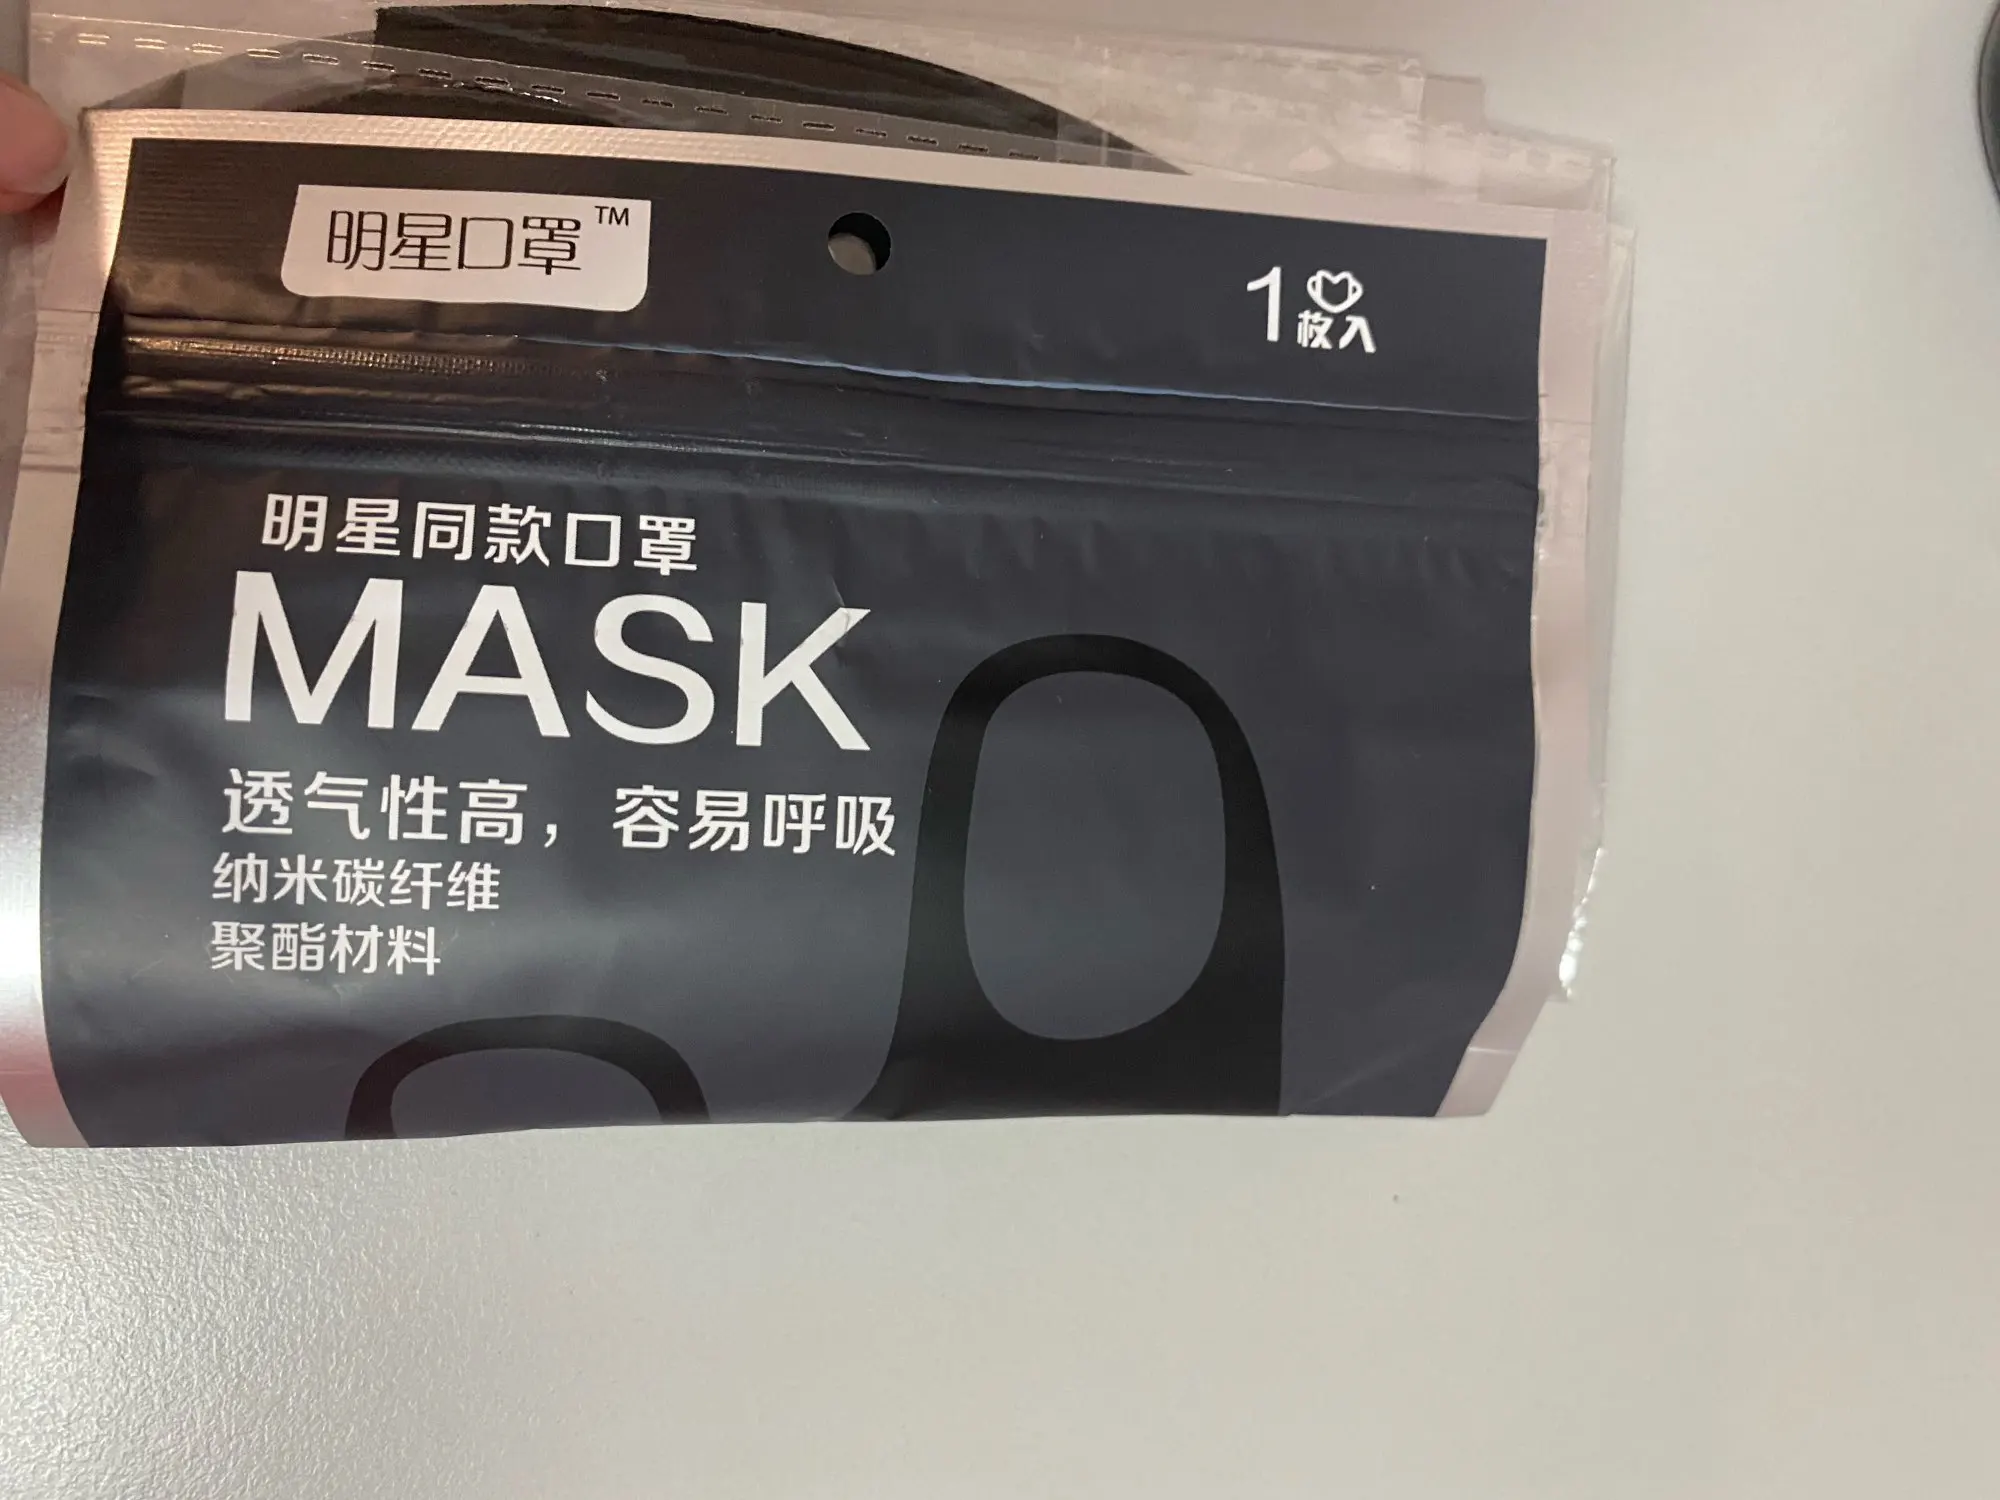 明星口罩™
1枚入
明星同款口罩
MASK
透气性高，容易呼吸
纳米碳纤维
聚酯材料